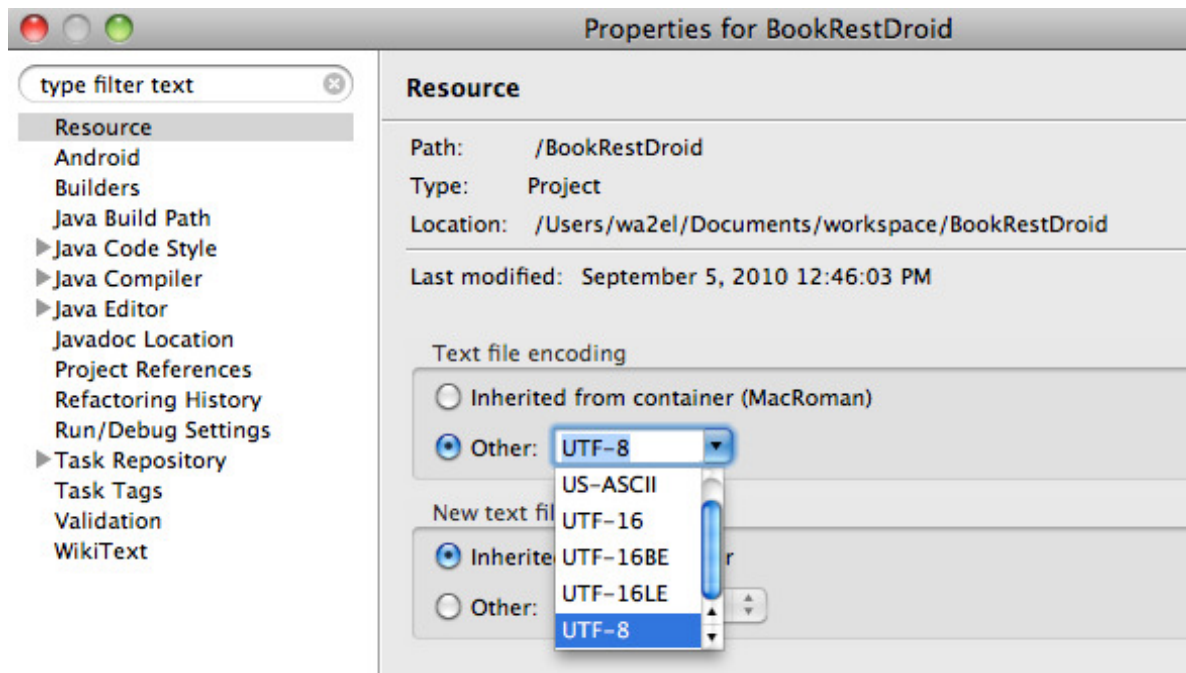 Properties for BookRestDroid
type filter text
Resource
Android
Builders
Java Build Path
Java Code Style
Java Compiler
Java Editor
Javadoc Location
Project References
Refactoring History
Run/Debug Settings
Task Repository
Task Tags
Validation
WikiText
Resource
Path: /BookRestDroid
Type: Project
Location: /Users/wa2el/Documents/workspace/BookRestDroid
Last modified: September 5, 2010 12:46:03 PM
Text file encoding
Inherited from container (MacRoman)
Other: UTF-8
US-ASCII
New text fil UTF-16
Inherite UTF-16BE r
UTF-16LE
Other:
UTF-8